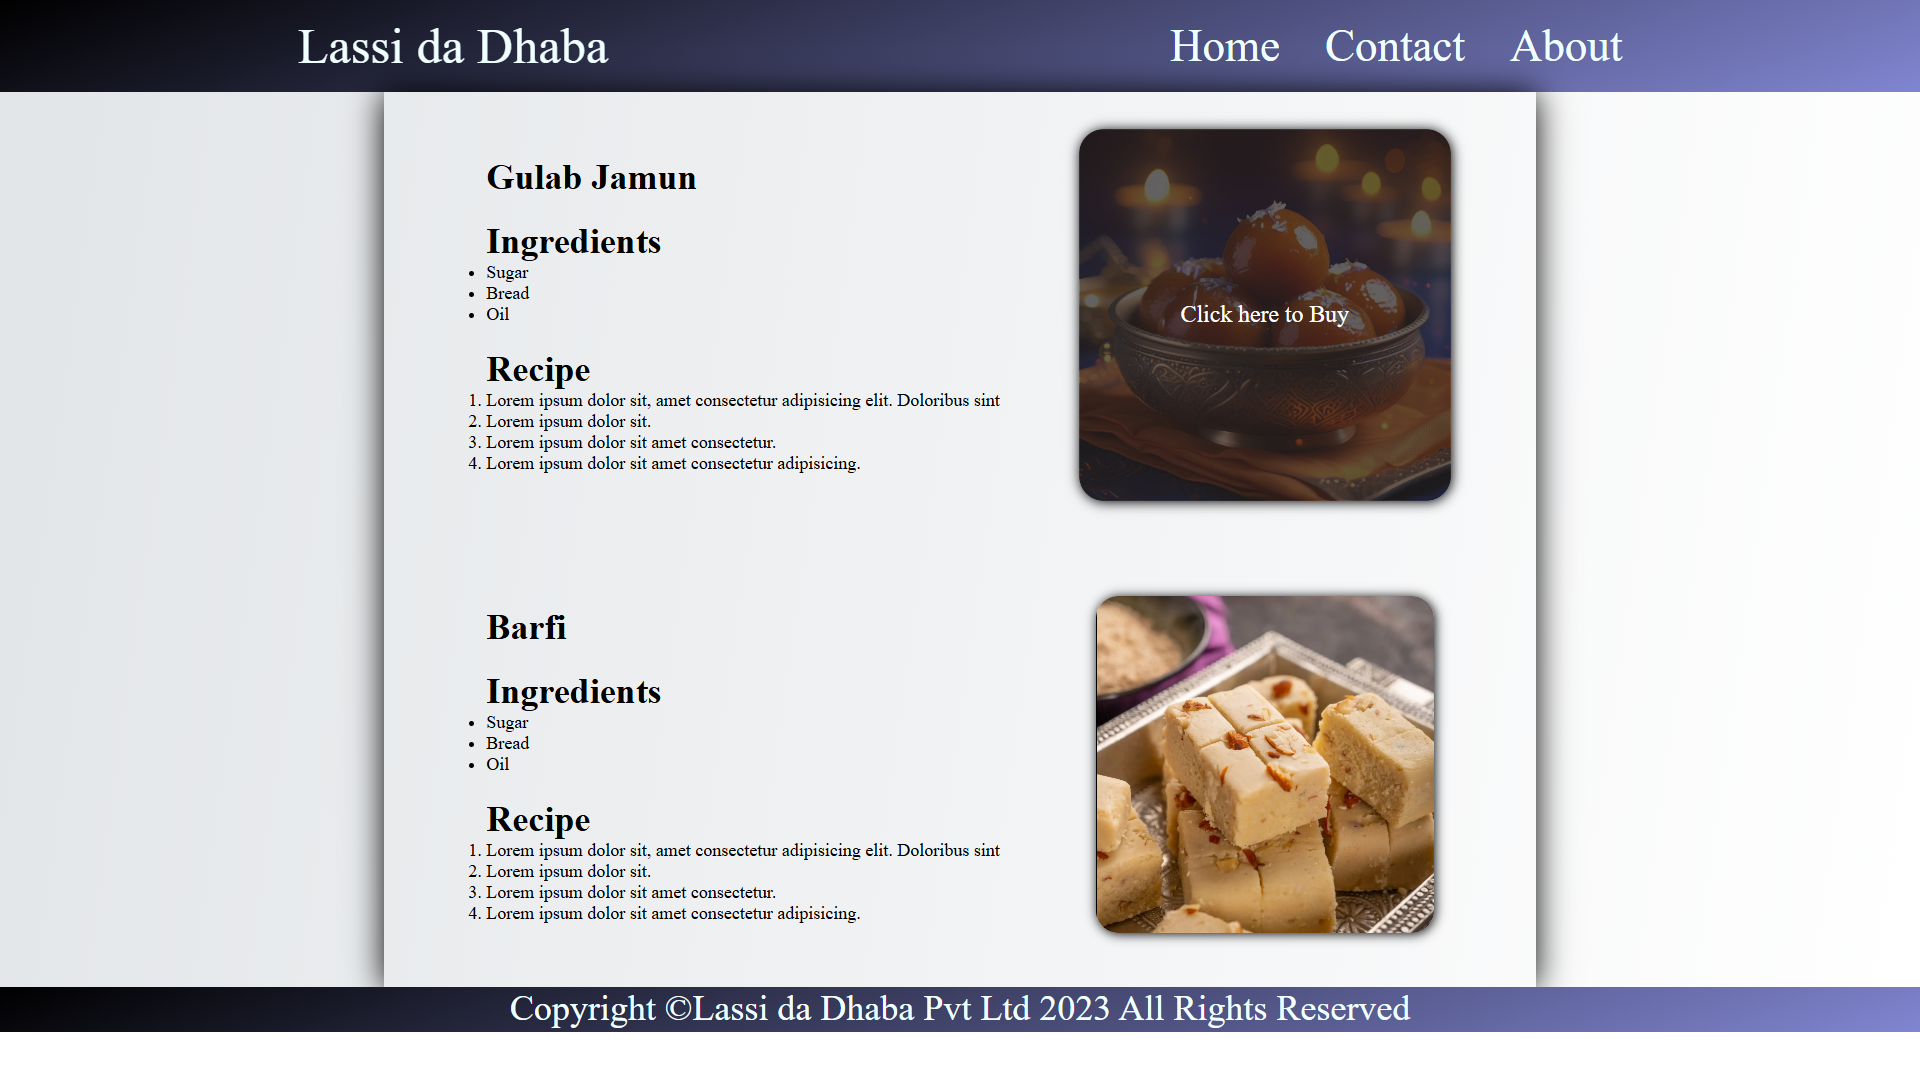 Lassi da Dhaba
Home Contact About
Gulab Jamun
Ingredients
• Sugar
• Bread
• Oil
Recipe
1. Lorem ipsum dolor sit, amet consectetur adipisicing elit. Doloribus sint
2. Lorem ipsum dolor sit.
3. Lorem ipsum dolor sit amet consectetur.
4. Lorem ipsum dolor sit amet consectetur adipisicing.
Click here to Buy
Barfi
Ingredients
• Sugar
• Bread
• Oil
Recipe
1. Lorem ipsum dolor sit, amet consectetur adipisicing elit. Doloribus sint
2. Lorem ipsum dolor sit.
3. Lorem ipsum dolor sit amet consectetur.
4. Lorem ipsum dolor sit amet consectetur adipisicing.
Copyright ©Lassi da Dhaba Pvt Ltd 2023 All Rights Reserved